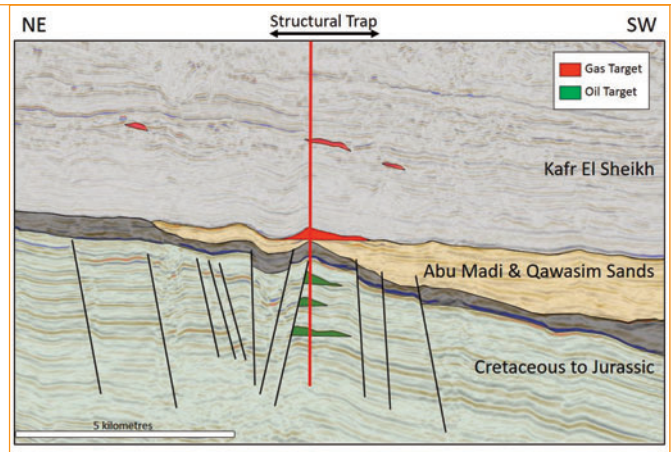 NE
Structural Trap
SW
Gas Target
Oil Target
Kafr El Sheikh
Abu Madi & Qawasim Sands
Cretaceous to Jurassic
5 kilometres